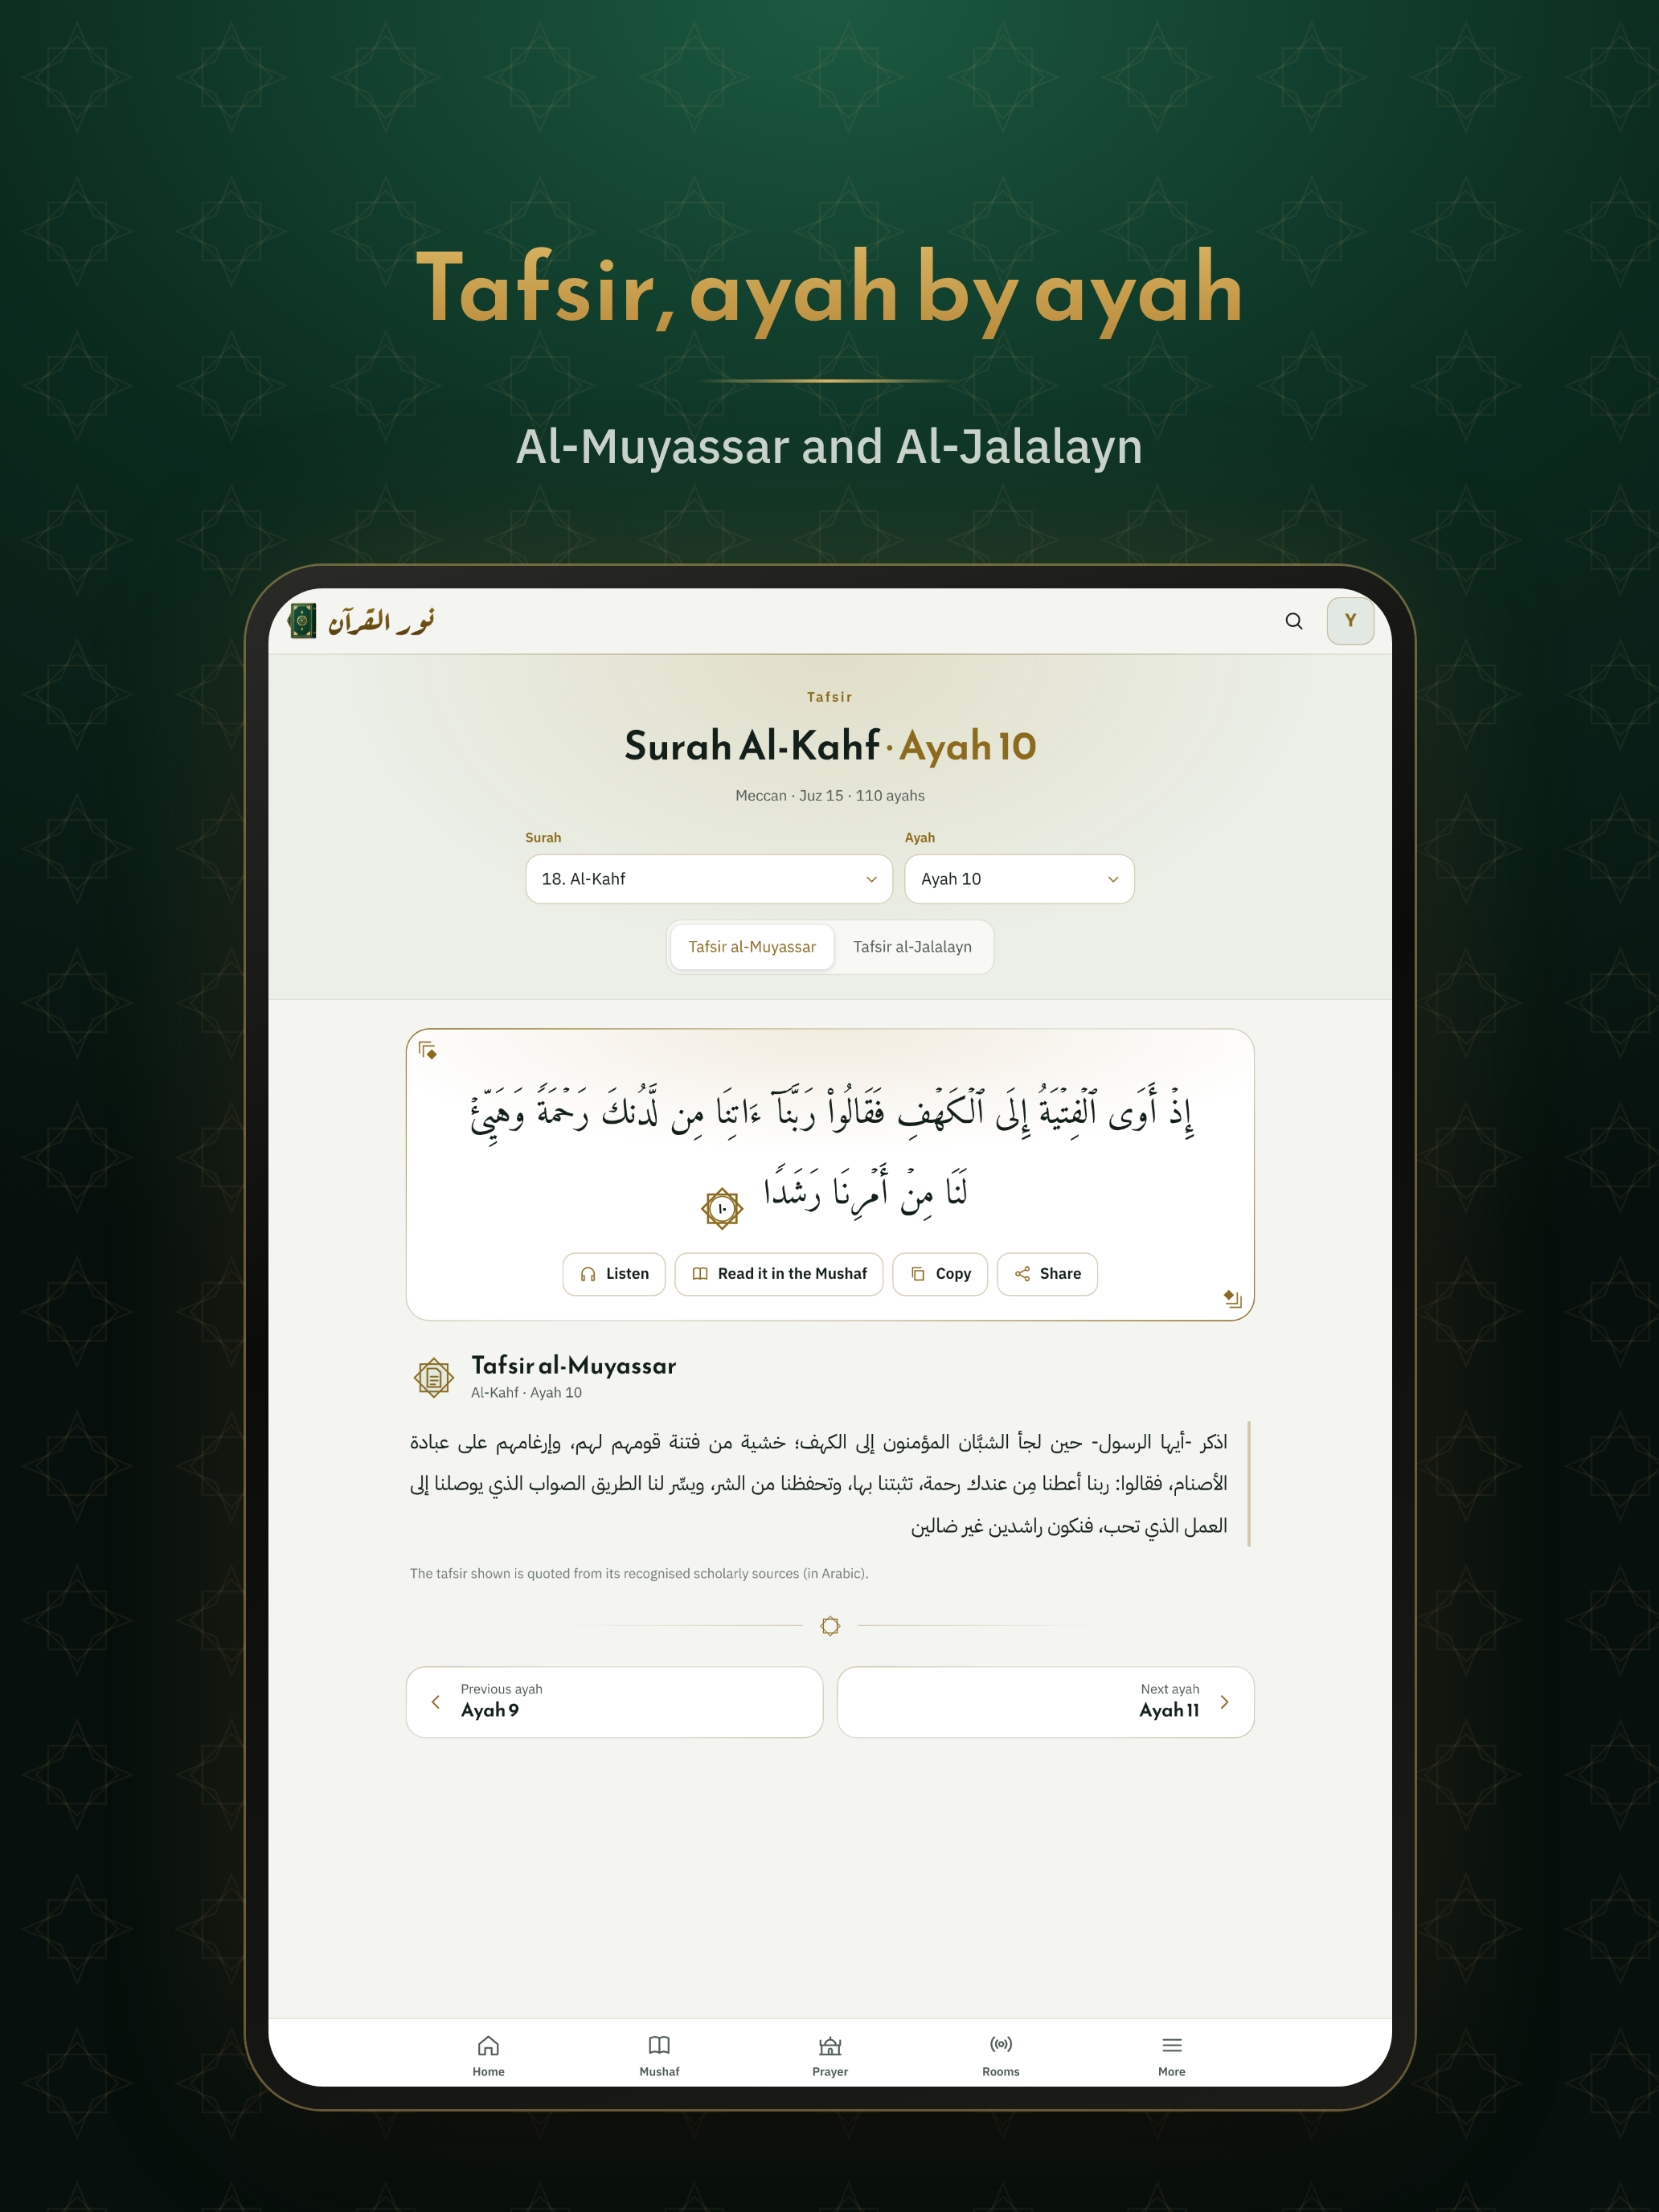 Tafsir, ayah by ayah
Al-Muyassar and Al-Jalalayn
نور القرآن
Y
Tafsir
Surah Al-Kahf · Ayah 10
Meccan · Juz 15 · 110 ayahs
Surah
Ayah
18. Al-Kahf
Ayah 10
Tafsir al-Muyassar
Tafsir al-Jalalayn
إِذۡ أَوَى ٱلۡفِتۡيَةُ إِلَى ٱلۡكَهۡفِ فَقَالُواْ رَبَّنَآ ءَاتِنَا مِن لَّدُنكَ رَحۡمَةٗ وَهَيِّئۡ
لَنَا مِنۡ أَمۡرِنَا رَشَدٗا ١٠
Listen
Read it in the Mushaf
Copy
Share
Tafsir al-Muyassar
Al-Kahf · Ayah 10
اذكر -أيها الرسول- حين لجأ الشبَّان المؤمنون إلى الكهف؛ خشية من فتنة قومهم لهم، وإرغامهم على عبادة
الأصنام، فقالوا: ربنا أعطنا مِن عندك رحمة، تثبتنا بها، وتحفظنا من الشر، ويسِّر لنا الطريق الصواب الذي يوصلنا إلى
العمل الذي تحب، فنكون راشدين غير ضالين
The tafsir shown is quoted from its recognised scholarly sources (in Arabic).
Previous ayah
Ayah 9
Next ayah
Ayah 11
Home
Mushaf
Prayer
Rooms
More